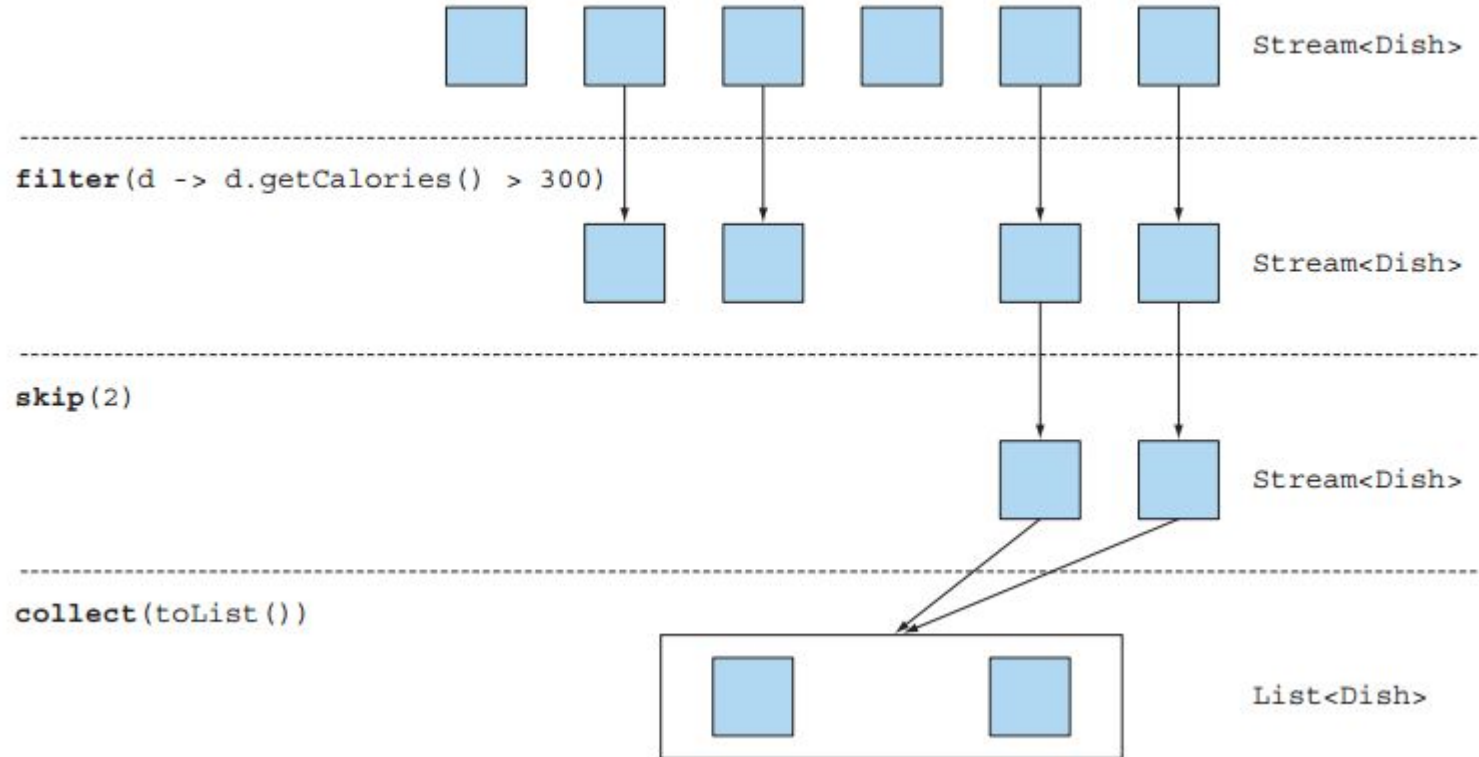 Stream<Dish>
filter(d -> d.getCalories() > 300)
Stream<Dish>
skip(2)
Stream<Dish>
collect(toList())
List<Dish>